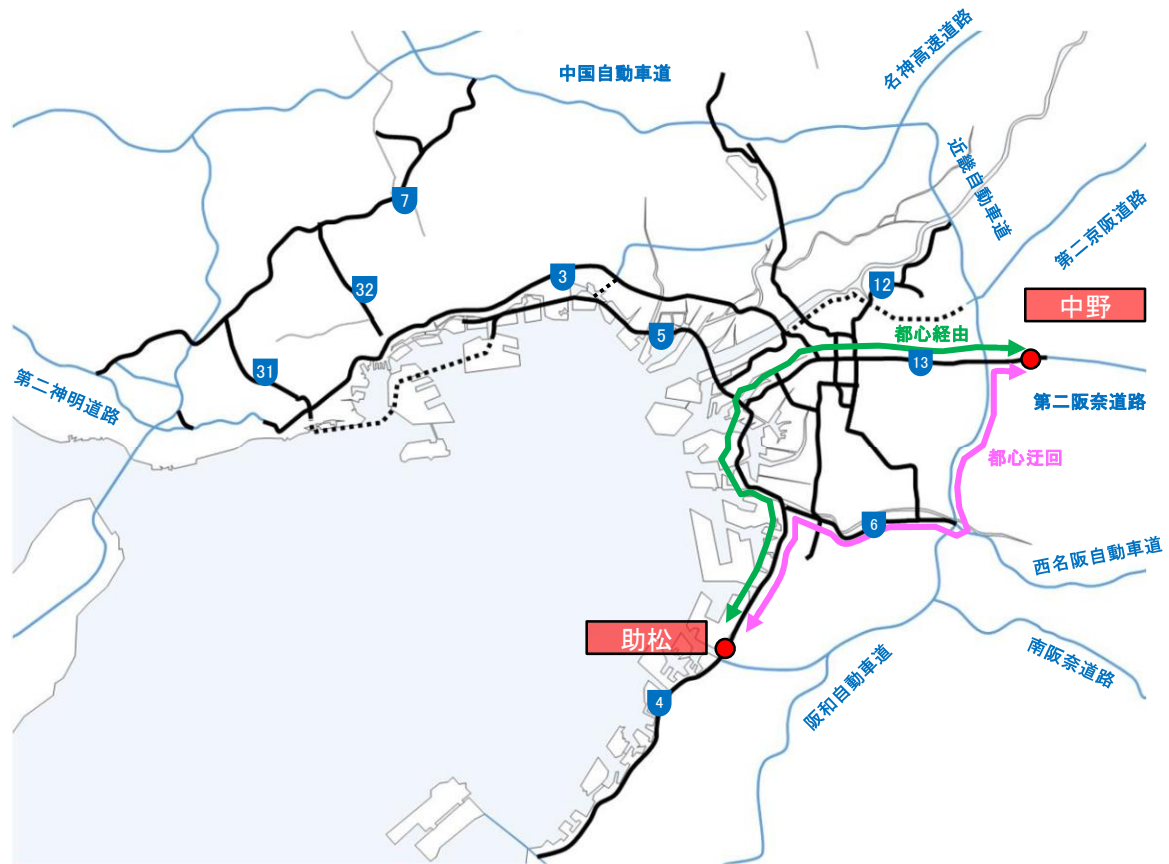 中国自動車道
名神高速道路
近畿自動車道
第二京阪道路
7
3
32
12
中野
5
都心経由
13
31
第二神明道路
第二阪奈道路
都心迂回
6
西名阪自動車道
助松
南阪奈道路
阪和自動車道
4